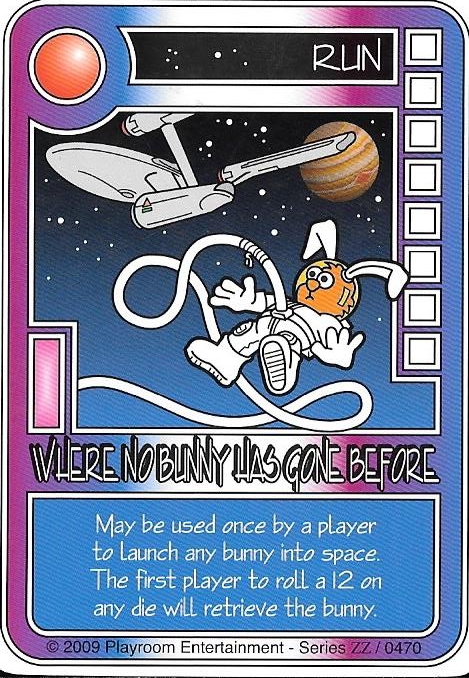 RUN
WHERE NO BUNNY HAS GONE BEFORE
May be used once by a player
to launch any bunny into space.
The first player to roll a 12 on
any die will retrieve the bunny.
© 2009 Playroom Entertainment - Series ZZ / 0470